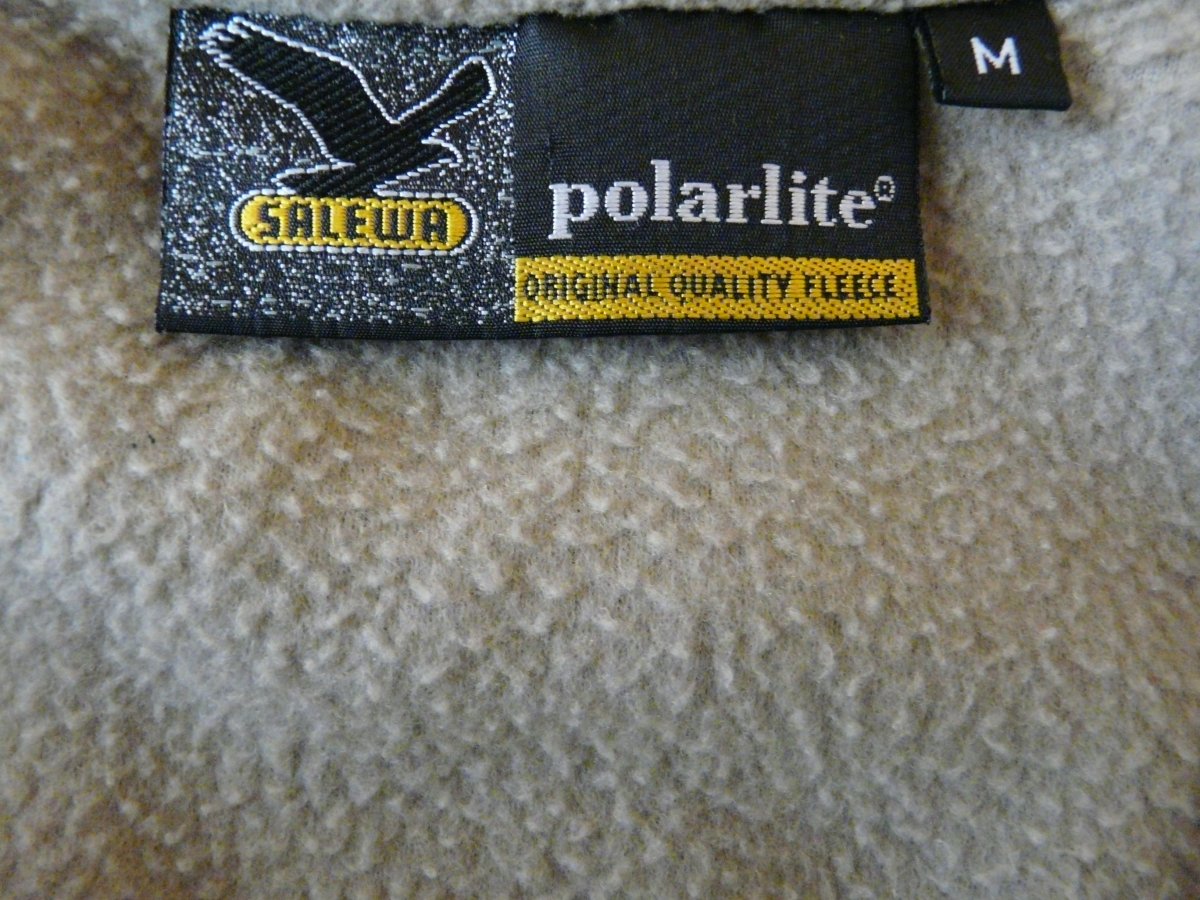 SALEWA
polarlite®
ORIGINAL QUALITY FLEECE
M